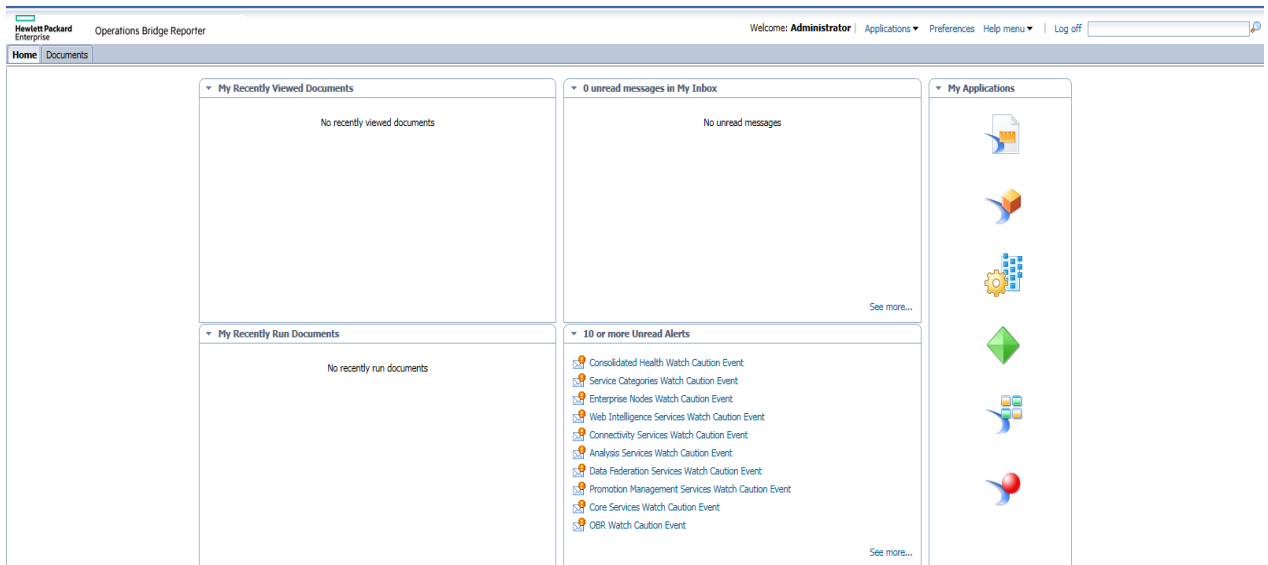 Hewlett Packard
Enterprise
Operations Bridge Reporter
Welcome: Administrator | Applications Preferences Help menu | Log off
Home Documents
My Recently Viewed Documents
No recently viewed documents
0 unread messages in My Inbox
No unread messages
See more...
My Applications
My Recently Run Documents
No recently run documents
10 or more Unread Alerts
Consolidated Health Watch Caution Event
Service Categories Watch Caution Event
Enterprise Nodes Watch Caution Event
Web Intelligence Services Watch Caution Event
Connectivity Services Watch Caution Event
Analysis Services Watch Caution Event
Data Federation Services Watch Caution Event
Promotion Management Services Watch Caution Event
Core Services Watch Caution Event
OBR Watch Caution Event
See more...